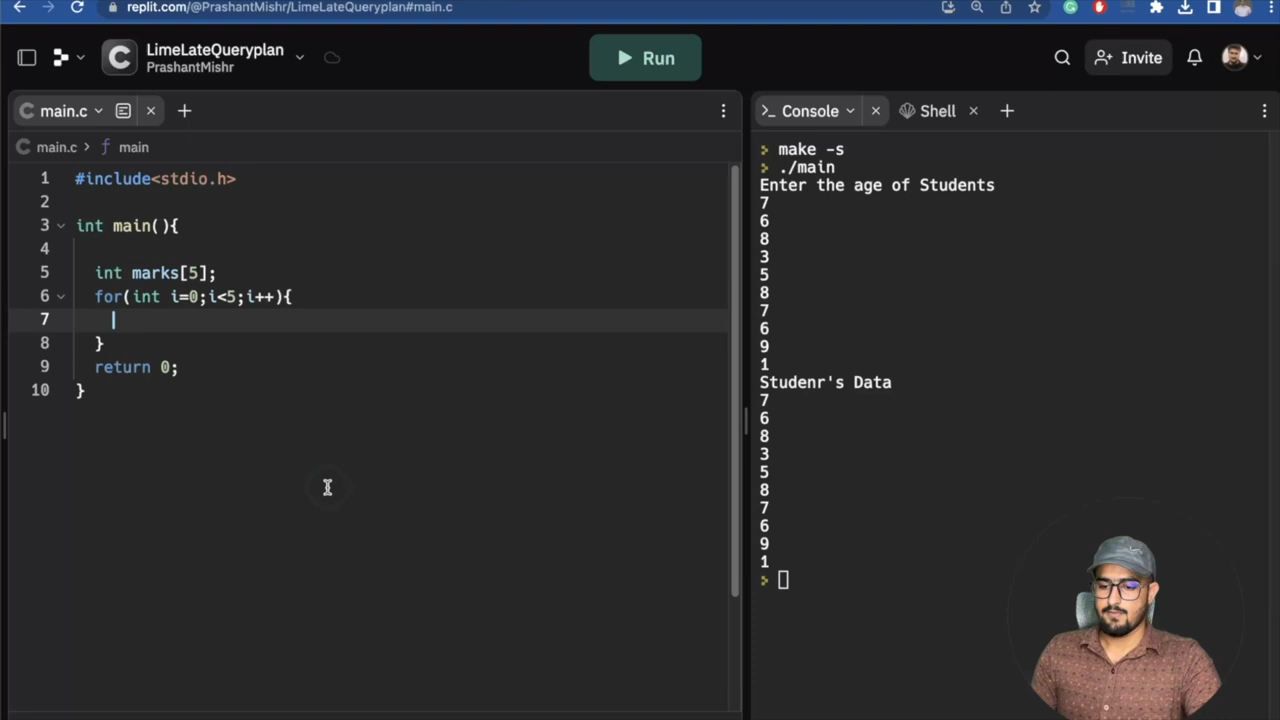 replit.com/@PrashantMishr/LimeLateQueryplan#main.c
LimeLateQueryplan
PrashantMishr
Run
Invite
main.c
Console
Shell
main.c > main
1 #include<stdio.h>
2
3 int main(){
4
5 int marks[5];
6 for(int i=0;i<5;i++){
7
8 }
9 return 0;
10 }
make -s
./main
Enter the age of Students
7
6
8
3
5
8
7
6
9
1
Studenr's Data
7
6
8
3
5
8
7
6
9
1